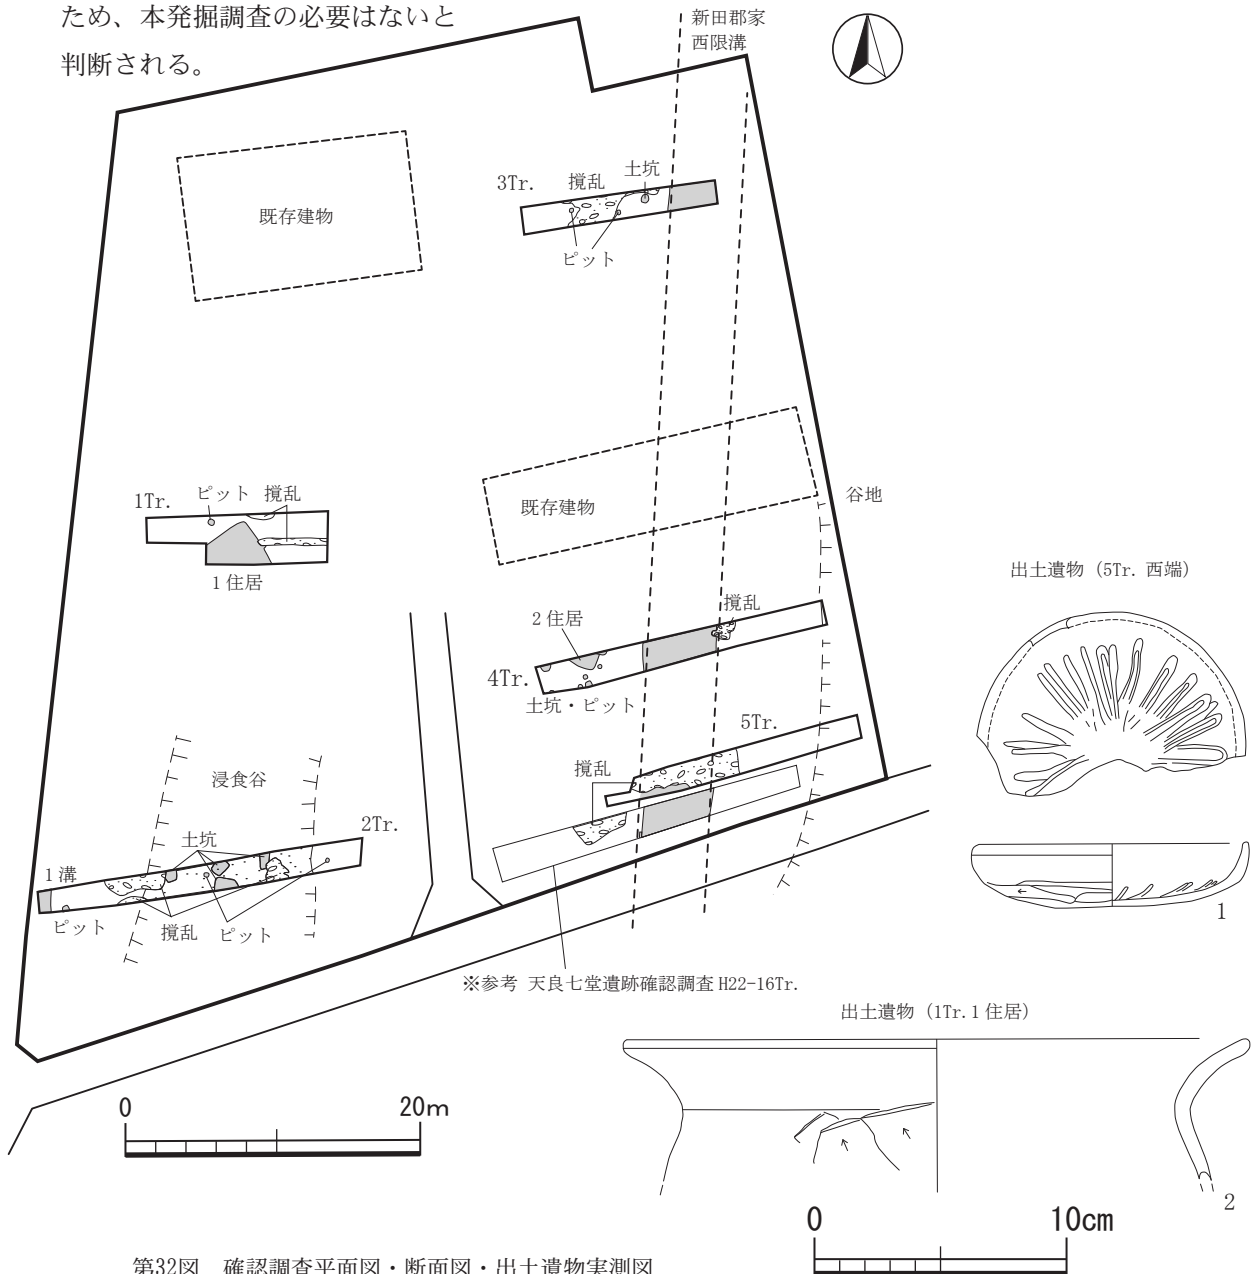 ため、本発掘調査の必要はないと
判断される。
新田郡家
西限溝
既存建物
3Tr.
攪乱
土坑
ピット
既存建物
谷地
1Tr.
ピット
攪乱
1住居
2住居
攪乱
4Tr.
土坑・ピット
5Tr.
攪乱
浸食谷
2Tr.
土坑
1溝
ピット
攪乱
ピット
※参考 天良七堂遺跡確認調査 H22-16Tr.
出土遺物（5Tr. 西端）
1
出土遺物（1Tr.1住居）
2
0 20m
0 10cm
第32図 確認調査平面図・断面図・出土遺物実測図